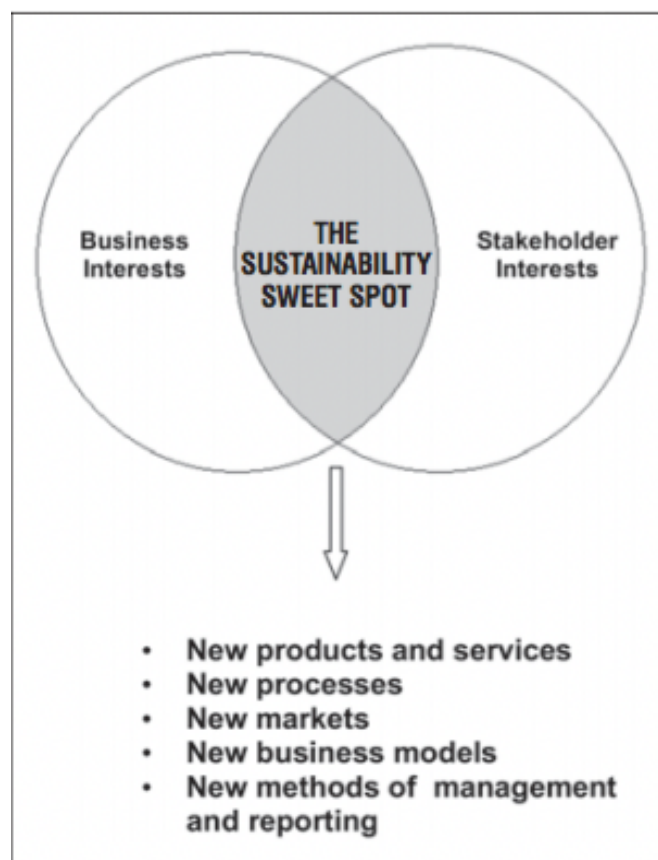 Business
Interests
THE
SUSTAINABILITY
SWEET SPOT
Stakeholder
Interests
• New products and services
• New processes
• New markets
• New business models
• New methods of management
and reporting